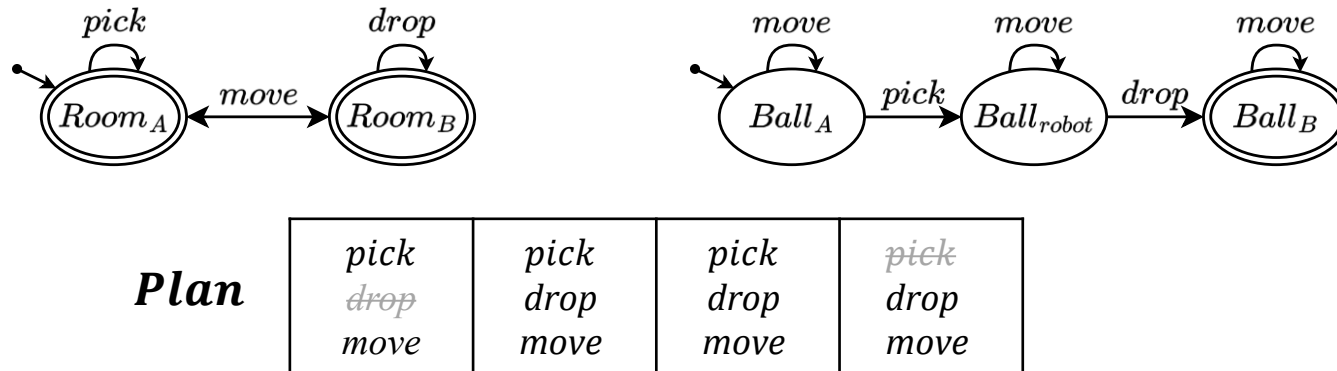 pick drop move move move
move pick drop
Room_A Room_B Ball_A Ball_robot Ball_B
pick pick pick pick
Plan drop drop drop drop
move move move move